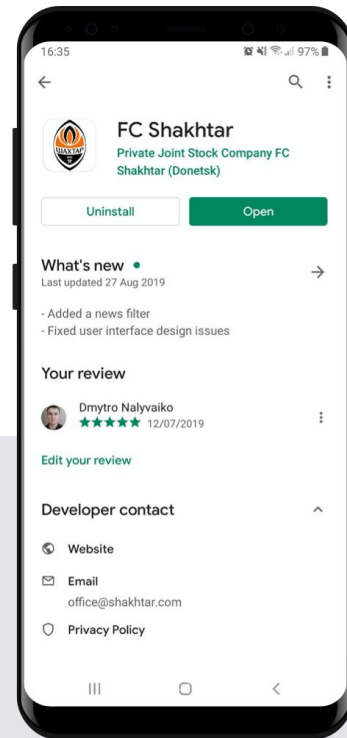 16:35
97%
ШАХТАР
FC Shakhtar
Private Joint Stock Company FC
Shakhtar (Donetsk)
Uninstall
Open
What's new
Last updated 27 Aug 2019
- Added a news filter
- Fixed user interface design issues
Your review
Dmytro Nalyvaiko
★★★★★ 12/07/2019
Edit your review
Developer contact
Website
Email
office@shakhtar.com
Privacy Policy